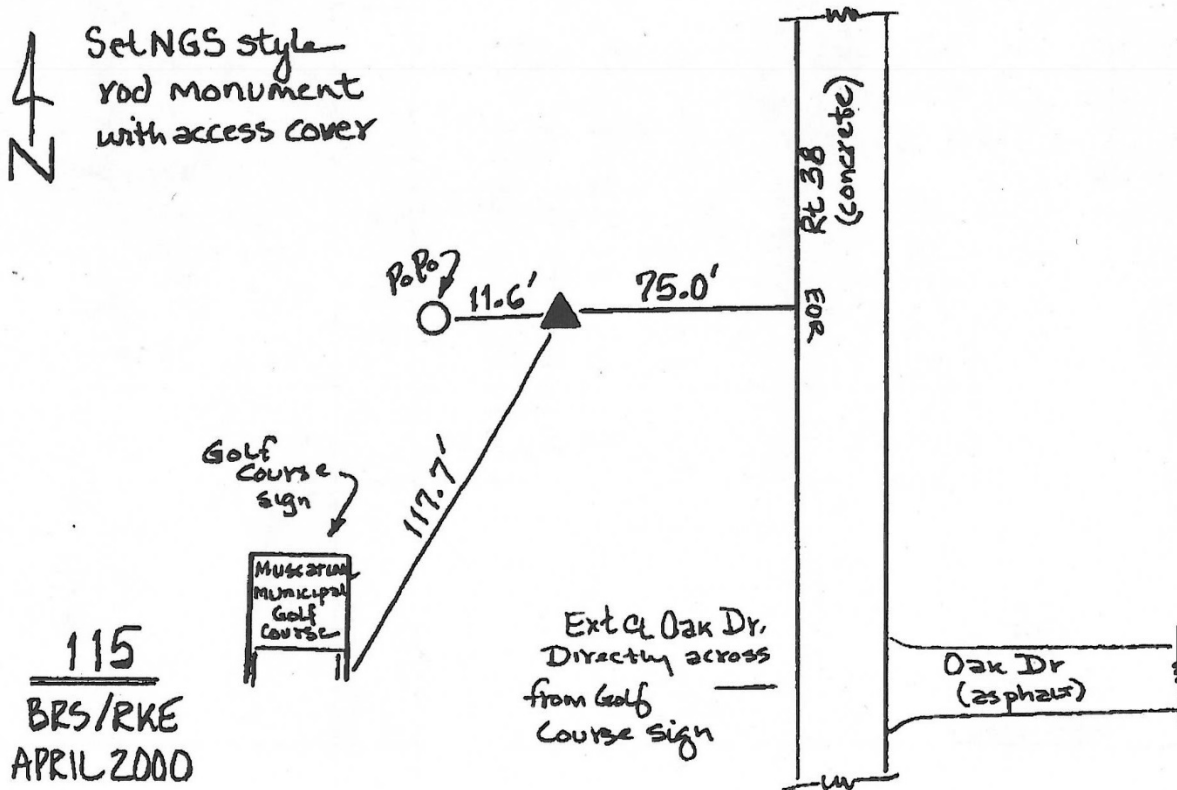 N
Set NGS style
rod monument
with access cover
Rt 38
(concrete)
EOR
PoPo
11.6'
75.0'
117.7'
Golf
Course
sign
Muscatine
Municipal
Golf
Course
115
BRS/RKE
APRIL 2000
Ext CL Oak Dr.
Directly across
from Golf
Course sign
Oak Dr
(asphalt)